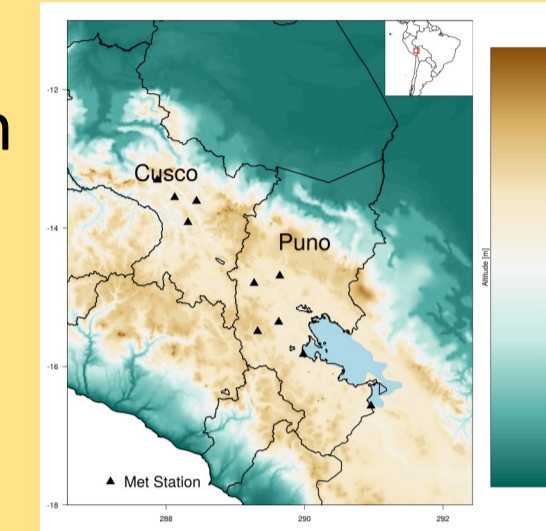 n
-12
Cusco
-14
Puno
Altitude [m]
-16
Met Station
-18
288
290
292